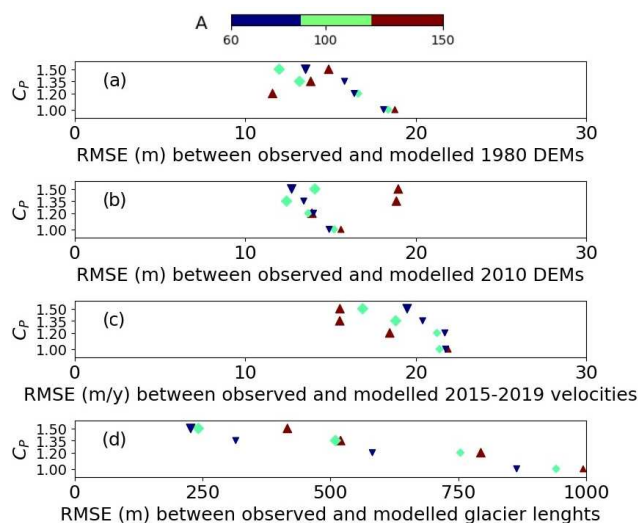 A
60 100 150
C_P
1.50
1.35
1.20
1.00
(a)
0 10 20 30
RMSE (m) between observed and modelled 1980 DEMs
C_P
1.50
1.35
1.20
1.00
(b)
0 10 20 30
RMSE (m) between observed and modelled 2010 DEMs
C_P
1.50
1.35
1.20
1.00
(c)
0 10 20 30
RMSE (m/y) between observed and modelled 2015-2019 velocities
C_P
1.50
1.35
1.20
1.00
(d)
0 250 500 750 1000
RMSE (m) between observed and modelled glacier lenghts